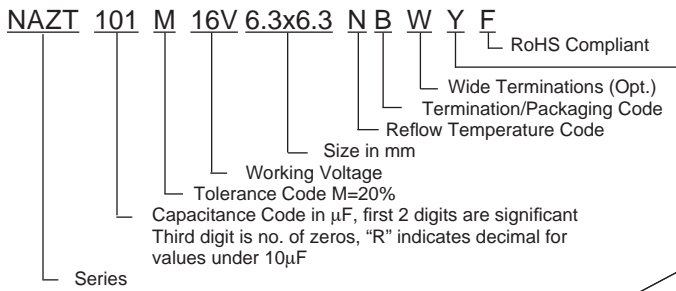 NAZT 101 M 16V 6.3x6.3 N B W Y F
RoHS Compliant
Wide Terminations (Opt.)
Termination/Packaging Code
Reflow Temperature Code
Size in mm
Working Voltage
Tolerance Code M=20%
Capacitance Code in μF, first 2 digits are significant
Third digit is no. of zeros, “R” indicates decimal for
values under 10μF
Series